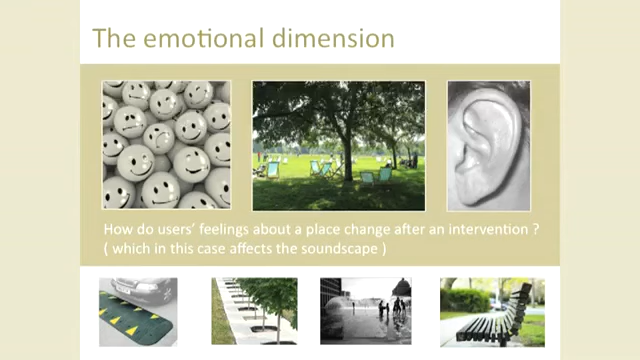 The emotional dimension
How do users' feelings about a place change after an intervention ?
( which in this case affects the soundscape )